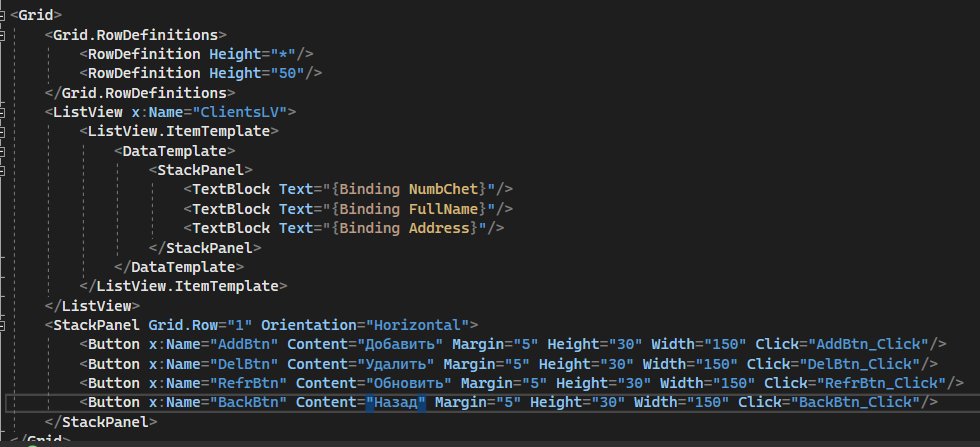 <Grid>
<Grid.RowDefinitions>
<RowDefinition Height="*"/>
<RowDefinition Height="50"/>
</Grid.RowDefinitions>
<ListView x:Name="ClientsLV">
<ListView.ItemTemplate>
<DataTemplate>
<StackPanel>
<TextBlock Text="{Binding NumbChet}"/>
<TextBlock Text="{Binding FullName}"/>
<TextBlock Text="{Binding Address}"/>
</StackPanel>
</DataTemplate>
</ListView.ItemTemplate>
</ListView>
<StackPanel Grid.Row="1" Orientation="Horizontal">
<Button x:Name="AddBtn" Content="Добавить" Margin="5" Height="30" Width="150" Click="AddBtn_Click"/>
<Button x:Name="DelBtn" Content="Удалить" Margin="5" Height="30" Width="150" Click="DelBtn_Click"/>
<Button x:Name="RefrBtn" Content="Обновить" Margin="5" Height="30" Width="150" Click="RefrBtn_Click"/>
<Button x:Name="BackBtn" Content="Назад" Margin="5" Height="30" Width="150" Click="BackBtn_Click"/>
</StackPanel>
</Grid>